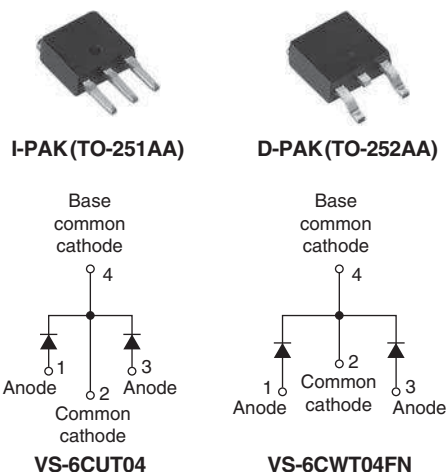 I-PAK (TO-251AA)
D-PAK (TO-252AA)
Base
common
cathode
4
1
3
Anode
2
Anode
Common
cathode
VS-6CUT04
Base
common
cathode
4
2
1
Common
3
Anode
cathode
Anode
VS-6CWT04FN